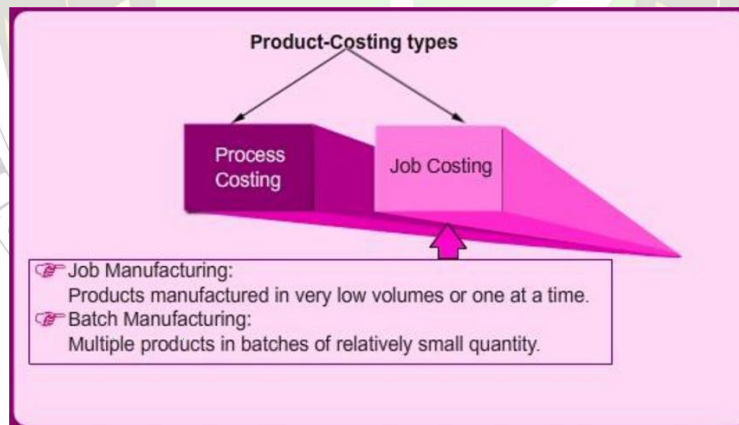 Product-Costing types
Process
Costing
Job Costing
Job Manufacturing:
Products manufactured in very low volumes or one at a time.
Batch Manufacturing:
Multiple products in batches of relatively small quantity.